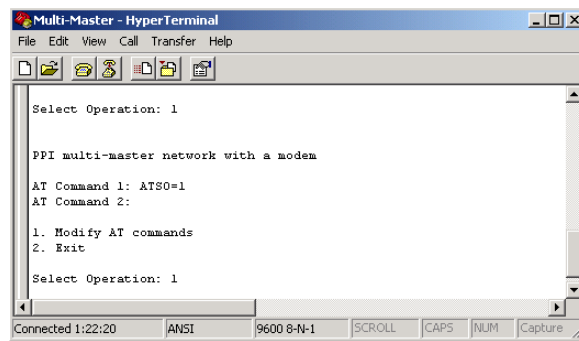 Multi-Master - HyperTerminal
File Edit View Call Transfer Help
Select Operation: 1
PPI multi-master network with a modem
AT Command 1: ATS0=1
AT Command 2:
1. Modify AT commands
2. Exit
Select Operation: 1
Connected 1:22:20 ANSI 9600 8-N-1 SCROLL CAPS NUM Capture